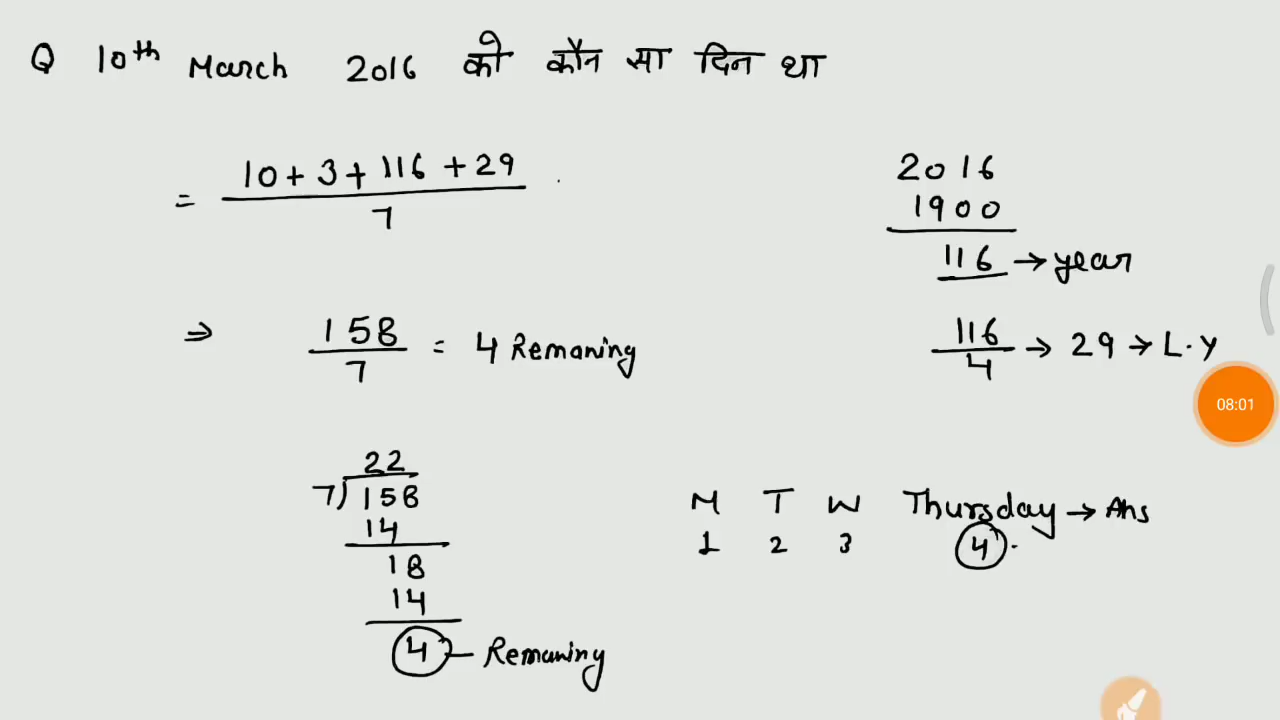 Q 10th March 2016 को कौन सा दिन था
= 10 + 3 + 116 + 29
7
2016
1900
116 → year
⇒ 158 = 4 Remaning
7
116 → 29 → L.Y
4
08:01
22
7)158
14
18
14
4 - Remaning
M T W Thursday → Ans
1 2 3 4